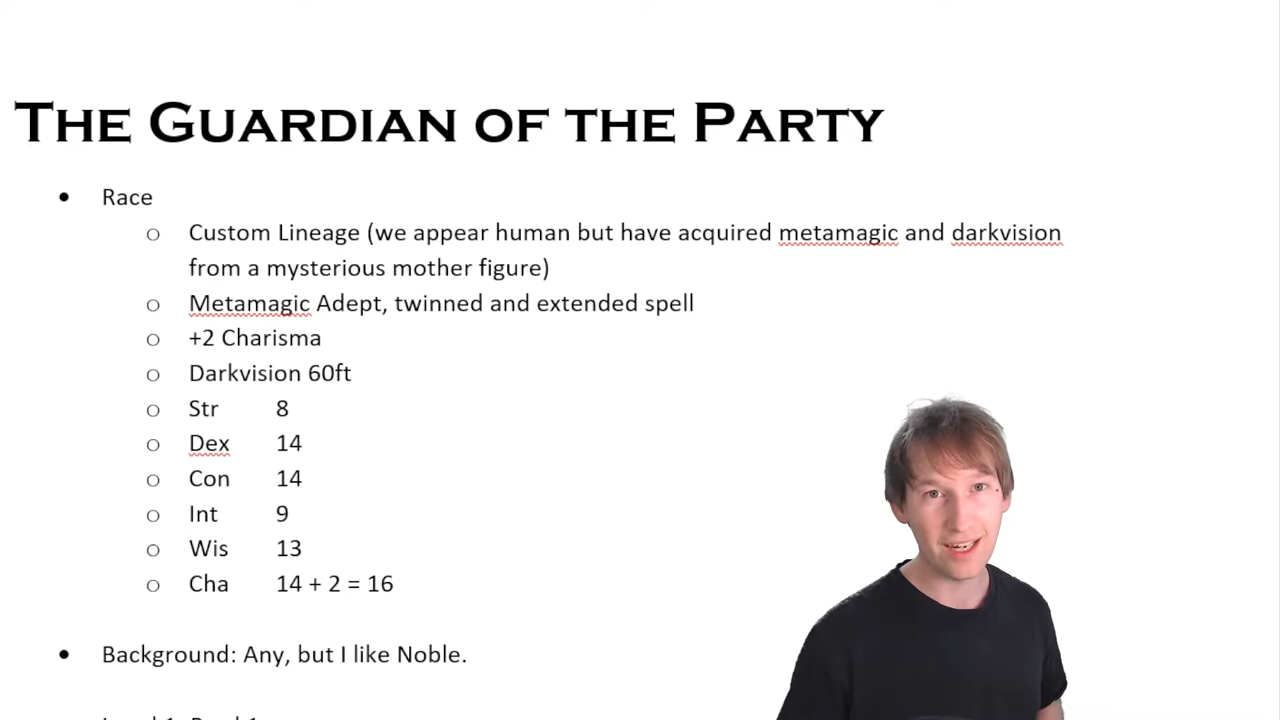 THE GUARDIAN OF THE PARTY
• Race
o Custom Lineage (we appear human but have acquired metamagic and darkvision
from a mysterious mother figure)
o Metamagic Adept, twinned and extended spell
o +2 Charisma
o Darkvision 60ft
o Str 8
o Dex 14
o Con 14
o Int 9
o Wis 13
o Cha 14 + 2 = 16
• Background: Any, but I like Noble.